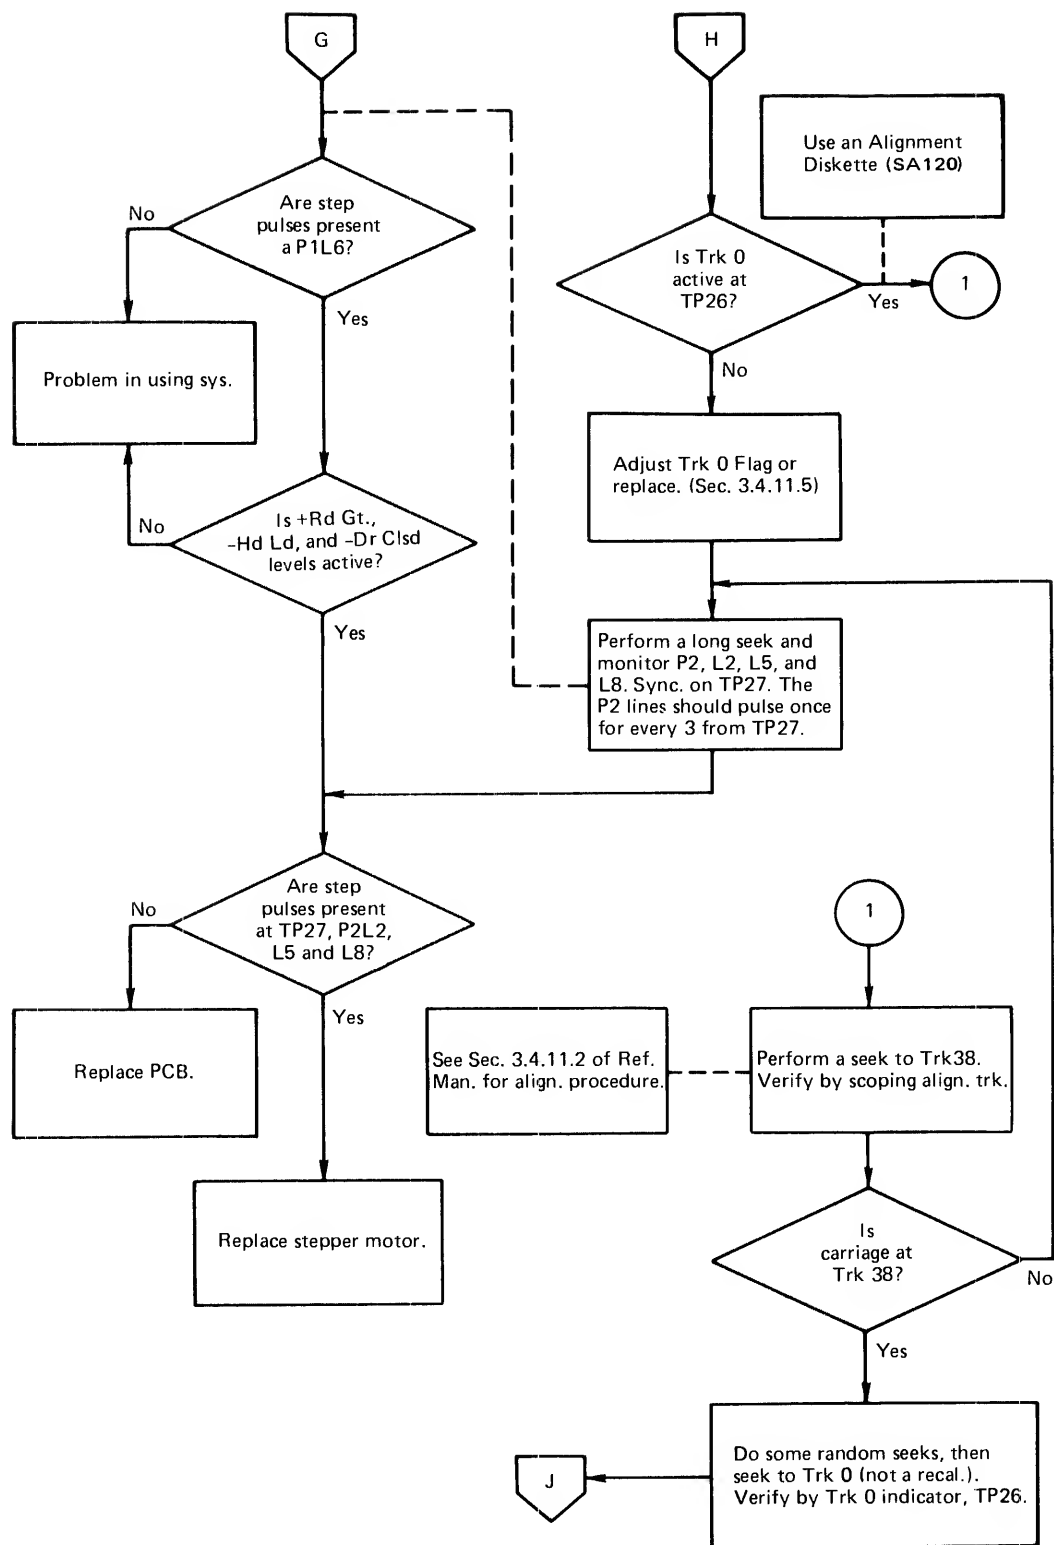 G
H
Use an Alignment
Diskette (SA120)
Are step
pulses present
a P1L6?
No
Yes
Is Trk 0
active at
TP26?
Yes
1
No
Problem in using sys.
Adjust Trk 0 Flag or
replace. (Sec. 3.4.11.5)
Is +Rd Gt.,
-Hd Ld, and -Dr Clsd
levels active?
No
Yes
Perform a long seek and
monitor P2, L2, L5, and
L8. Sync. on TP27. The
P2 lines should pulse once
for every 3 from TP27.
Are step
pulses present
at TP27, P2L2,
L5 and L8?
No
Yes
1
Replace PCB.
See Sec. 3.4.11.2 of Ref.
Man. for align. procedure.
Perform a seek to Trk38.
Verify by scoping align. trk.
Replace stepper motor.
Is
carriage at
Trk 38?
No
Yes
Do some random seeks, then
seek to Trk 0 (not a recal.).
Verify by Trk 0 indicator, TP26.
J